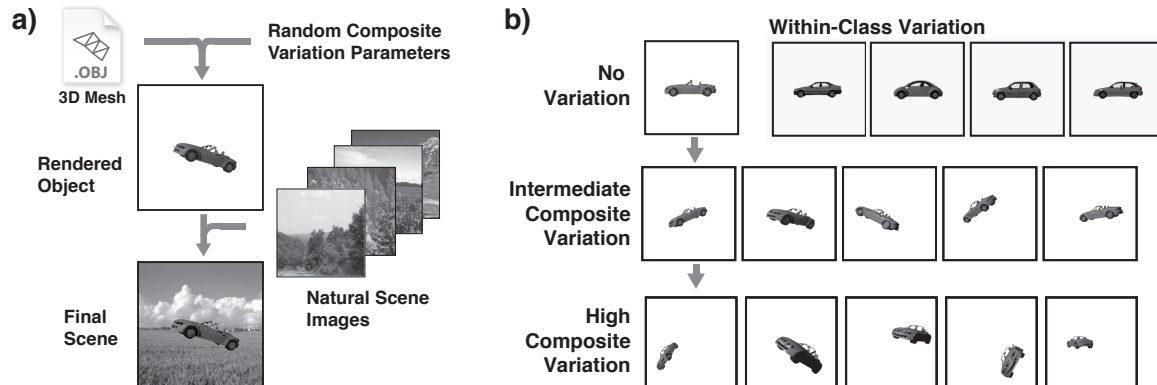 a)
Random Composite
Variation Parameters
.OBJ
3D Mesh
Rendered
Object
Natural Scene
Images
Final
Scene
b)
Within-Class Variation
No
Variation
Intermediate
Composite
Variation
High
Composite
Variation